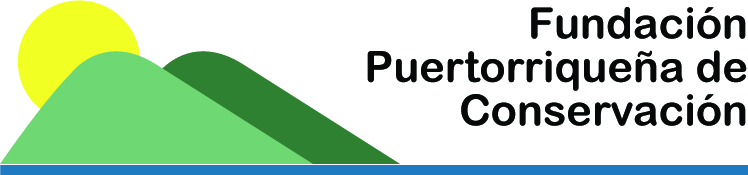 Fundación
Puertorriqueña de
Conservación